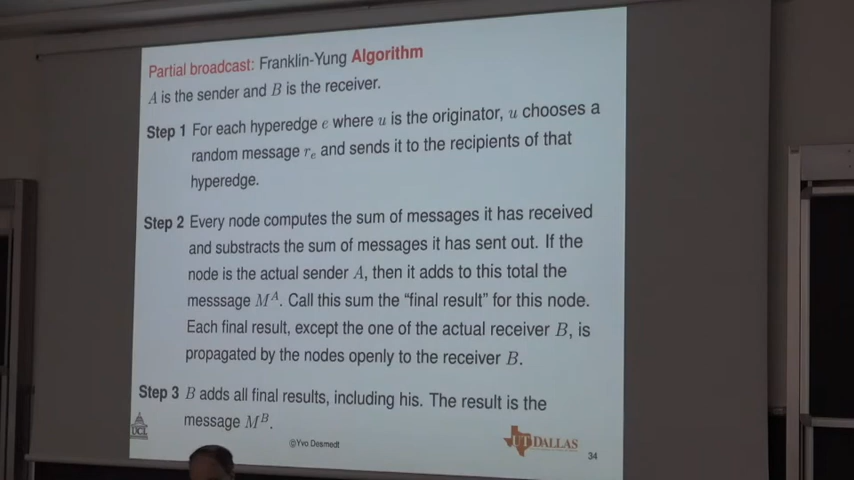 Partial broadcast: Franklin-Yung Algorithm
A is the sender and B is the receiver.
Step 1 For each hyperedge e where u is the originator, u chooses a
random message r_e and sends it to the recipients of that
hyperedge.
Step 2 Every node computes the sum of messages it has received
and substracts the sum of messages it has sent out. If the
node is the actual sender A, then it adds to this total the
messsage M^A. Call this sum the "final result" for this node.
Each final result, except the one of the actual receiver B, is
propagated by the nodes openly to the receiver B.
Step 3 B adds all final results, including his. The result is the
message M^B.
UCL
©Yvo Desmedt
UT DALLAS
34